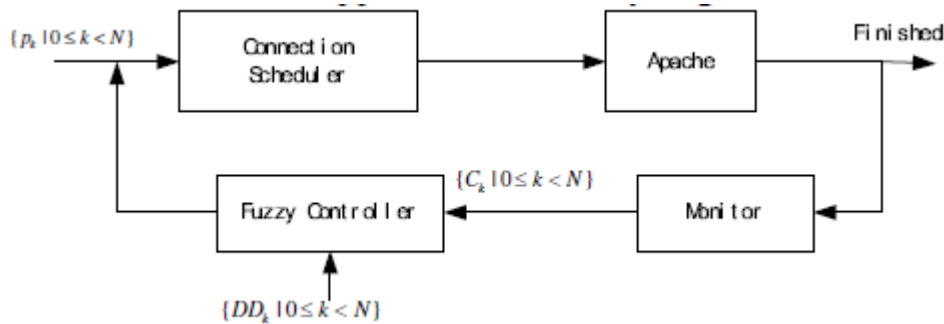 Finished
{p_k | 0 ≤ k < N}
Connection
Scheduler
Apache
{C_k | 0 ≤ k < N}
Fuzzy Controller
Monitor
{DD_k | 0 ≤ k < N}